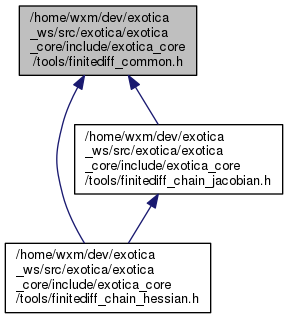 /home/wxm/dev/exotica
_ws/src/exotica/exotica
_core/include/exotica_core
/tools/finitediff_common.h
/home/wxm/dev/exotica
_ws/src/exotica/exotica
_core/include/exotica_core
/tools/finitediff_chain_jacobian.h
/home/wxm/dev/exotica
_ws/src/exotica/exotica
_core/include/exotica_core
/tools/finitediff_chain_hessian.h